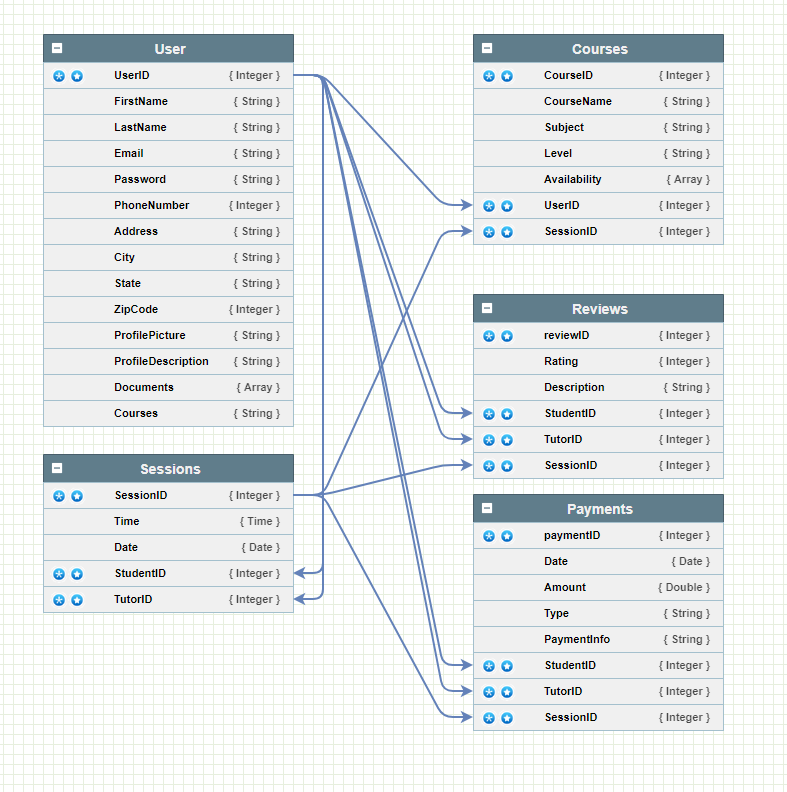 User
UserID { Integer }
FirstName { String }
LastName { String }
Email { String }
Password { String }
PhoneNumber { Integer }
Address { String }
City { String }
State { String }
ZipCode { Integer }
ProfilePicture { String }
ProfileDescription { String }
Documents { Array }
Courses { String }
Sessions
SessionID { Integer }
Time { Time }
Date { Date }
StudentID { Integer }
TutorID { Integer }
Courses
CourseID { Integer }
CourseName { String }
Subject { String }
Level { String }
Availability { Array }
UserID { Integer }
SessionID { Integer }
Reviews
reviewID { Integer }
Rating { Integer }
Description { String }
StudentID { Integer }
TutorID { Integer }
SessionID { Integer }
Payments
paymentID { Integer }
Date { Date }
Amount { Double }
Type { String }
PaymentInfo { String }
StudentID { Integer }
TutorID { Integer }
SessionID { Integer }